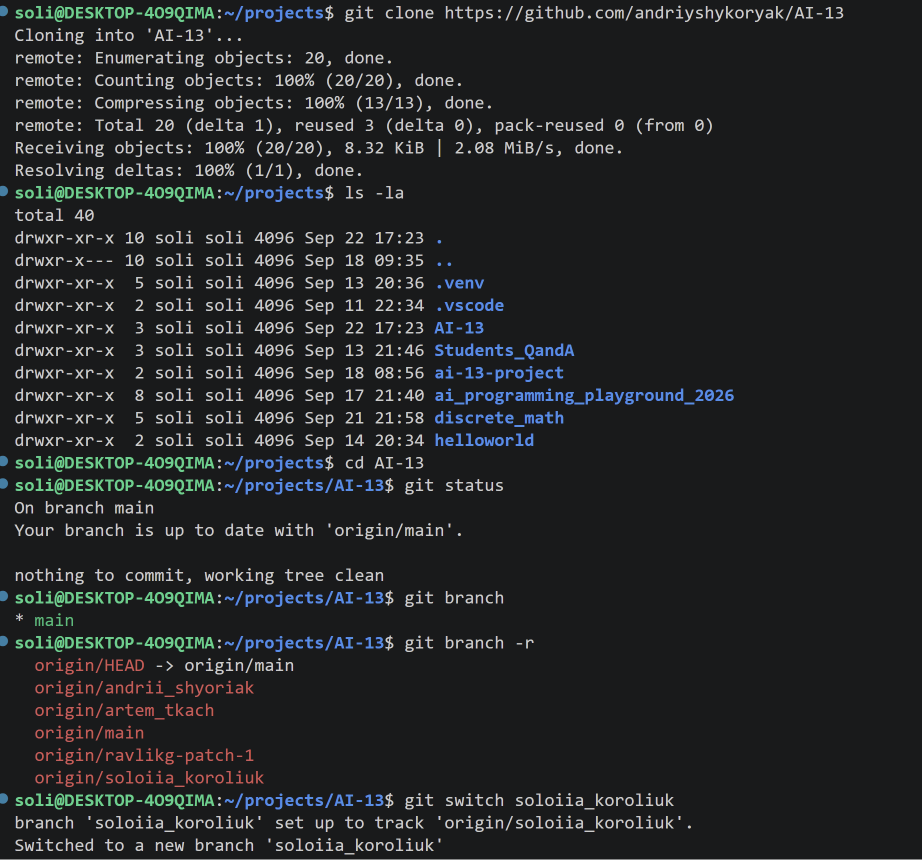 soli@DESKTOP-4O9QIMA:~/projects$ git clone https://github.com/andriyshykoryak/AI-13
Cloning into 'AI-13'...
remote: Enumerating objects: 20, done.
remote: Counting objects: 100% (20/20), done.
remote: Compressing objects: 100% (13/13), done.
remote: Total 20 (delta 1), reused 3 (delta 0), pack-reused 0 (from 0)
Receiving objects: 100% (20/20), 8.32 KiB | 2.08 MiB/s, done.
Resolving deltas: 100% (1/1), done.
soli@DESKTOP-4O9QIMA:~/projects$ ls -la
total 40
drwxr-xr-x 10 soli soli 4096 Sep 22 17:23 .
drwxr-x--- 10 soli soli 4096 Sep 18 09:35 ..
drwxr-xr-x  5 soli soli 4096 Sep 13 20:36 .venv
drwxr-xr-x  2 soli soli 4096 Sep 11 22:34 .vscode
drwxr-xr-x  3 soli soli 4096 Sep 22 17:23 AI-13
drwxr-xr-x  3 soli soli 4096 Sep 13 21:46 Students_QandA
drwxr-xr-x  2 soli soli 4096 Sep 18 08:56 ai-13-project
drwxr-xr-x  8 soli soli 4096 Sep 17 21:40 ai_programming_playground_2026
drwxr-xr-x  5 soli soli 4096 Sep 21 21:58 discrete_math
drwxr-xr-x  2 soli soli 4096 Sep 14 20:34 helloworld
soli@DESKTOP-4O9QIMA:~/projects$ cd AI-13
soli@DESKTOP-4O9QIMA:~/projects/AI-13$ git status
On branch main
Your branch is up to date with 'origin/main'.

nothing to commit, working tree clean
soli@DESKTOP-4O9QIMA:~/projects/AI-13$ git branch
* main
soli@DESKTOP-4O9QIMA:~/projects/AI-13$ git branch -r
  origin/HEAD -> origin/main
  origin/andrii_shyoriak
  origin/artem_tkach
  origin/main
  origin/ravlikg-patch-1
  origin/soloiia_koroliuk
soli@DESKTOP-4O9QIMA:~/projects/AI-13$ git switch soloiia_koroliuk
branch 'soloiia_koroliuk' set up to track 'origin/soloiia_koroliuk'.
Switched to a new branch 'soloiia_koroliuk'